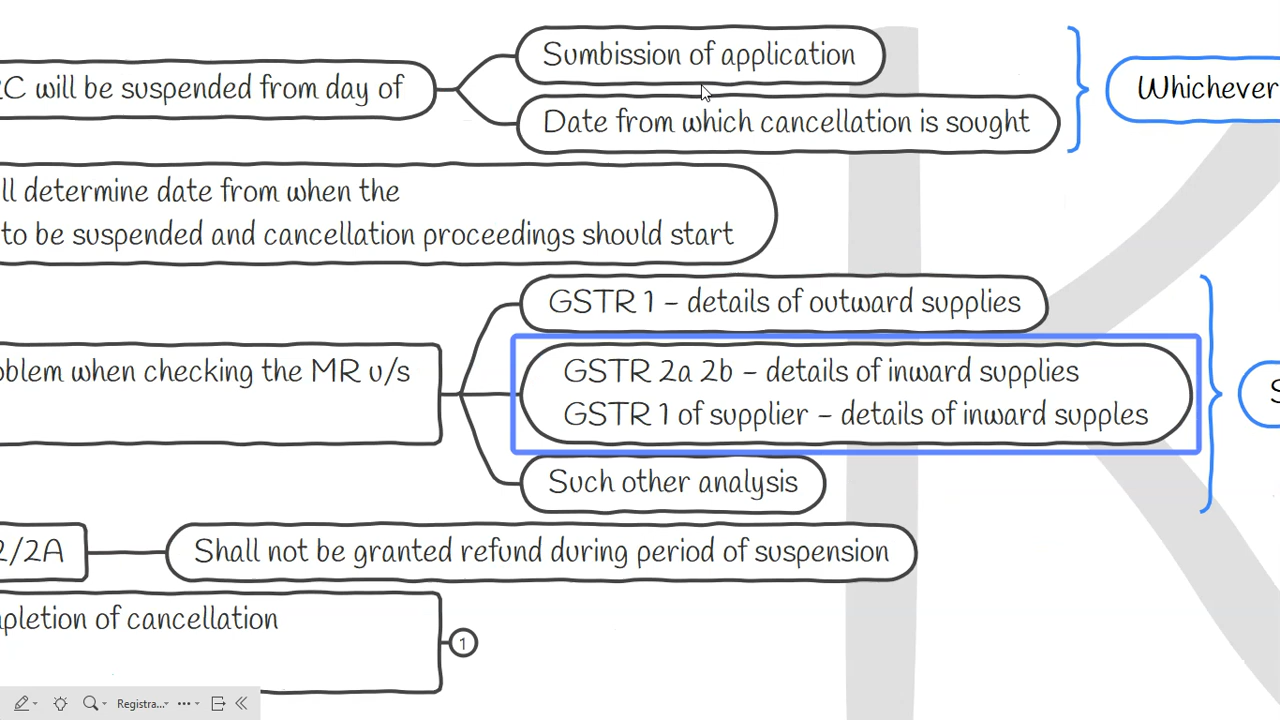 Sumbission of application
C will be suspended from day of
Whichever
Date from which cancellation is sought
ll determine date from when the
to be suspended and cancellation proceedings should start
GSTR 1 – details of outward supplies
oblem when checking the MR u/s
GSTR 2a 2b – details of inward supplies
GSTR 1 of supplier – details of inward supples
S
Such other analysis
2/2A
Shall not be granted refund during period of suspension
pletion of cancellation
1
Registra...